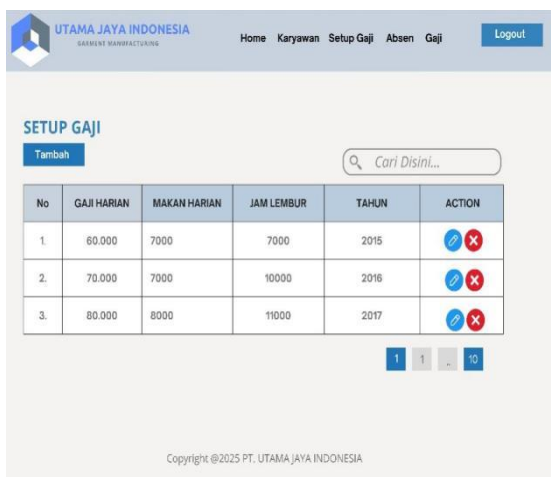 UTAMA JAYA INDONESIA
GARMENT MANUFACTURING
Home Karyawan Setup Gaji Absen Gaji Logout
SETUP GAJI
Tambah
Cari Disini...
No GAJI HARIAN MAKAN HARIAN JAM LEMBUR TAHUN ACTION
1. 60.000 7000 7000 2015
2. 70.000 7000 10000 2016
3. 80.000 8000 11000 2017
1 1 .. 10
Copyright @2025 PT. UTAMA JAYA INDONESIA